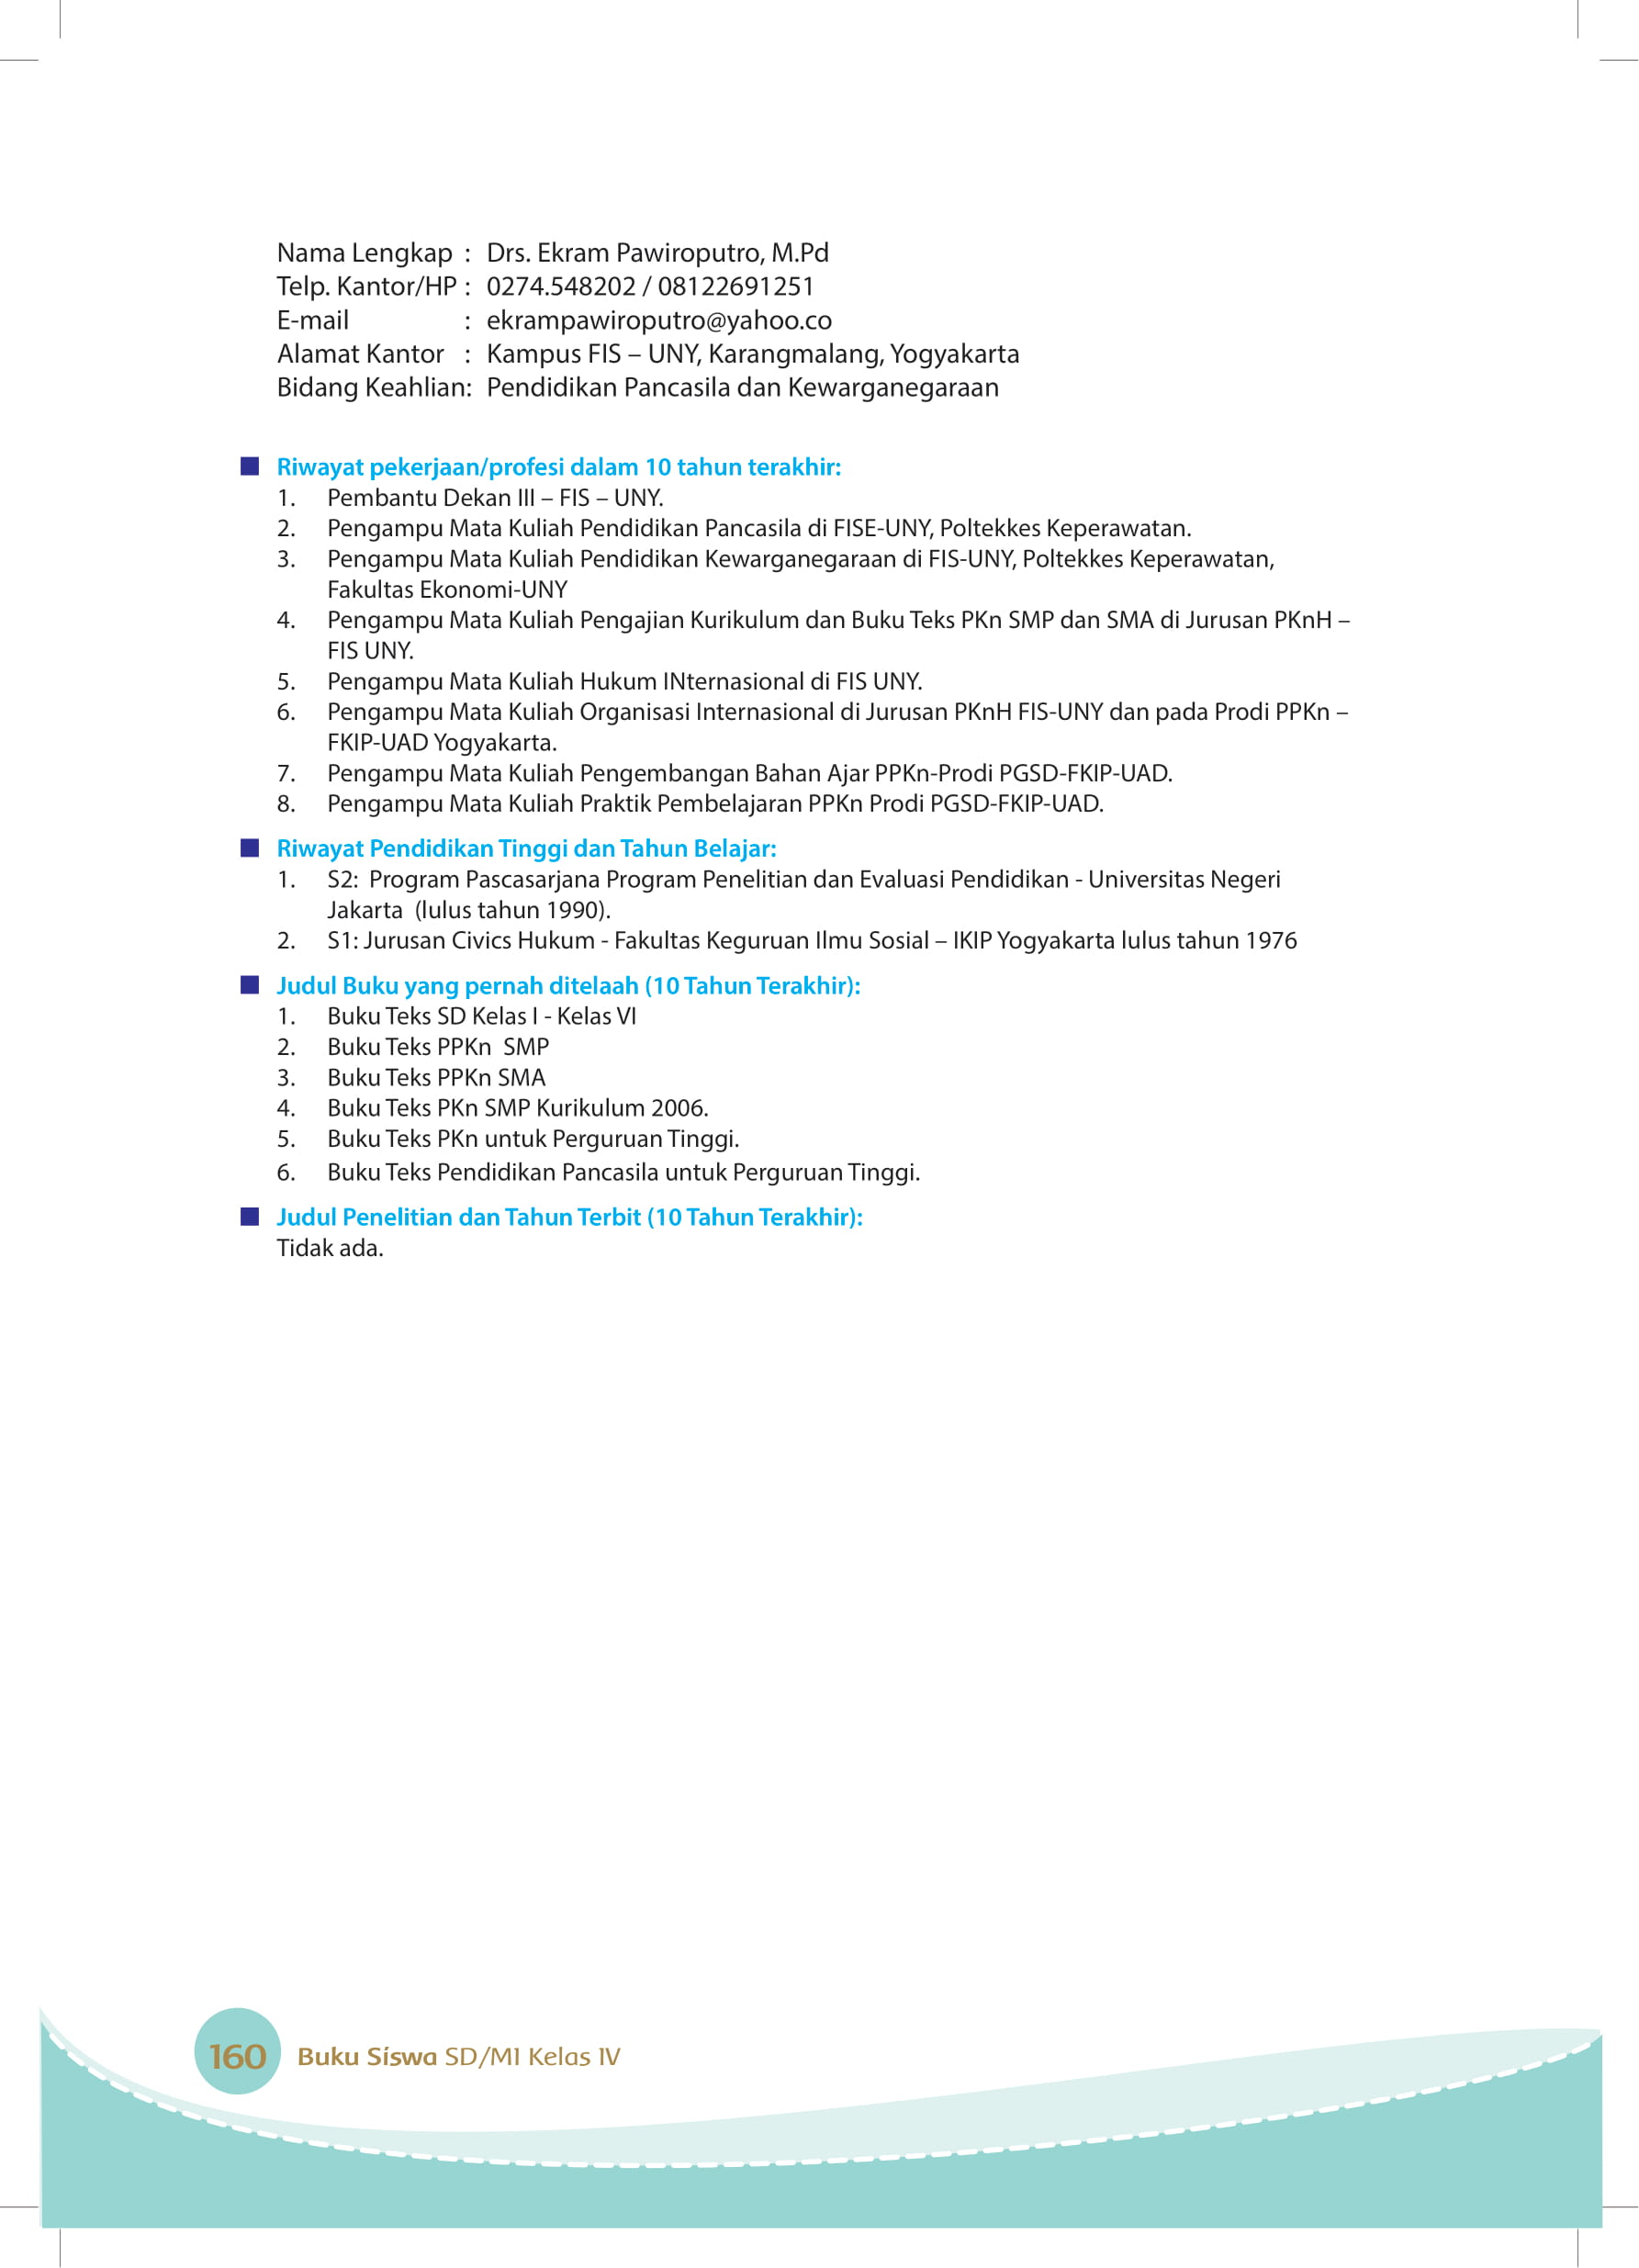 Nama Lengkap : Drs. Ekram Pawiroputro, M.Pd
Telp. Kantor/HP : 0274.548202 / 08122691251
E-mail : ekrampawiroputro@yahoo.co
Alamat Kantor : Kampus FIS – UNY, Karangmalang, Yogyakarta
Bidang Keahlian: Pendidikan Pancasila dan Kewarganegaraan
Riwayat pekerjaan/profesi dalam 10 tahun terakhir:
1. Pembantu Dekan III – FIS – UNY.
2. Pengampu Mata Kuliah Pendidikan Pancasila di FISE-UNY, Poltekkes Keperawatan.
3. Pengampu Mata Kuliah Pendidikan Kewarganegaraan di FIS-UNY, Poltekkes Keperawatan,
Fakultas Ekonomi-UNY
4. Pengampu Mata Kuliah Pengajian Kurikulum dan Buku Teks PKn SMP dan SMA di Jurusan PKnH –
FIS UNY.
5. Pengampu Mata Kuliah Hukum INternasional di FIS UNY.
6. Pengampu Mata Kuliah Organisasi Internasional di Jurusan PKnH FIS-UNY dan pada Prodi PPKn –
FKIP-UAD Yogyakarta.
7. Pengampu Mata Kuliah Pengembangan Bahan Ajar PPKn-Prodi PGSD-FKIP-UAD.
8. Pengampu Mata Kuliah Praktik Pembelajaran PPKn Prodi PGSD-FKIP-UAD.
Riwayat Pendidikan Tinggi dan Tahun Belajar:
1. S2: Program Pascasarjana Program Penelitian dan Evaluasi Pendidikan - Universitas Negeri
Jakarta (lulus tahun 1990).
2. S1: Jurusan Civics Hukum - Fakultas Keguruan Ilmu Sosial – IKIP Yogyakarta lulus tahun 1976
Judul Buku yang pernah ditelaah (10 Tahun Terakhir):
1. Buku Teks SD Kelas I - Kelas VI
2. Buku Teks PPKn SMP
3. Buku Teks PPKn SMA
4. Buku Teks PKn SMP Kurikulum 2006.
5. Buku Teks PKn untuk Perguruan Tinggi.
6. Buku Teks Pendidikan Pancasila untuk Perguruan Tinggi.
Judul Penelitian dan Tahun Terbit (10 Tahun Terakhir):
Tidak ada.
160 Buku Siswa SD/MI Kelas IV